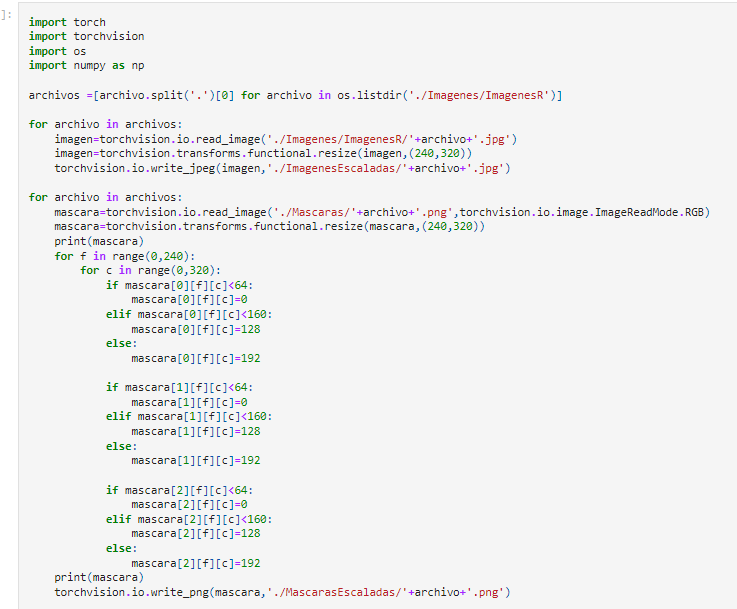 ]:
import torch
import torchvision
import os
import numpy as np
archivos =[archivo.split('.')[0] for archivo in os.listdir('./Imagenes/ImagenesR')]
for archivo in archivos:
    imagen=torchvision.io.read_image('./Imagenes/ImagenesR/'+archivo+'.jpg')
    imagen=torchvision.transforms.functional.resize(imagen,(240,320))
    torchvision.io.write_jpeg(imagen,'./ImagenesEscaladas/'+archivo+'.jpg')
for archivo in archivos:
    mascara=torchvision.io.read_image('./Mascaras/'+archivo+'.png',torchvision.io.image.ImageReadMode.RGB)
    mascara=torchvision.transforms.functional.resize(mascara,(240,320))
    print(mascara)
    for f in range(0,240):
        for c in range(0,320):
            if mascara[0][f][c]<64:
                mascara[0][f][c]=0
            elif mascara[0][f][c]<160:
                mascara[0][f][c]=128
            else:
                mascara[0][f][c]=192
            if mascara[1][f][c]<64:
                mascara[1][f][c]=0
            elif mascara[1][f][c]<160:
                mascara[1][f][c]=128
            else:
                mascara[1][f][c]=192
            if mascara[2][f][c]<64:
                mascara[2][f][c]=0
            elif mascara[2][f][c]<160:
                mascara[2][f][c]=128
            else:
                mascara[2][f][c]=192
    print(mascara)
    torchvision.io.write_png(mascara,'./MascarasEscaladas/'+archivo+'.png')